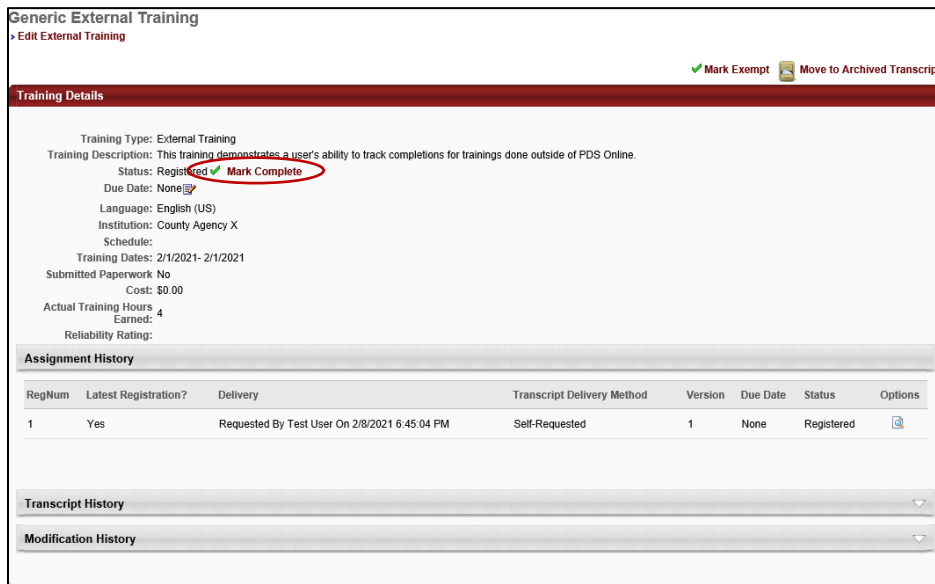 Generic External Training
Edit External Training
Mark Exempt Move to Archived Transcrip
Training Details
Training Type: External Training
Training Description: This training demonstrates a user's ability to track completions for trainings done outside of PDS Online.
Status: Registered Mark Complete
Due Date: None
Language: English (US)
Institution: County Agency X
Schedule:
Training Dates: 2/1/2021- 2/1/2021
Submitted Paperwork No
Cost: $0.00
Actual Training Hours
Earned: 4
Reliability Rating:
Assignment History
RegNum Latest Registration? Delivery Transcript Delivery Method Version Due Date Status Options
1 Yes Requested By Test User On 2/8/2021 6:45:04 PM Self-Requested 1 None Registered
Transcript History
Modification History